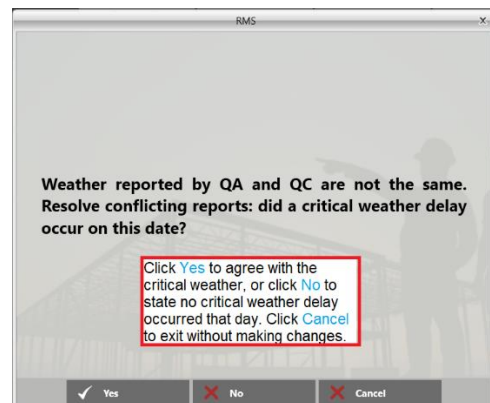 RMS
X
Weather reported by QA and QC are not the same.
Resolve conflicting reports: did a critical weather delay
occur on this date?
Click Yes to agree with the
critical weather, or click No to
state no critical weather delay
occurred that day. Click Cancel
to exit without making changes.
Yes No Cancel